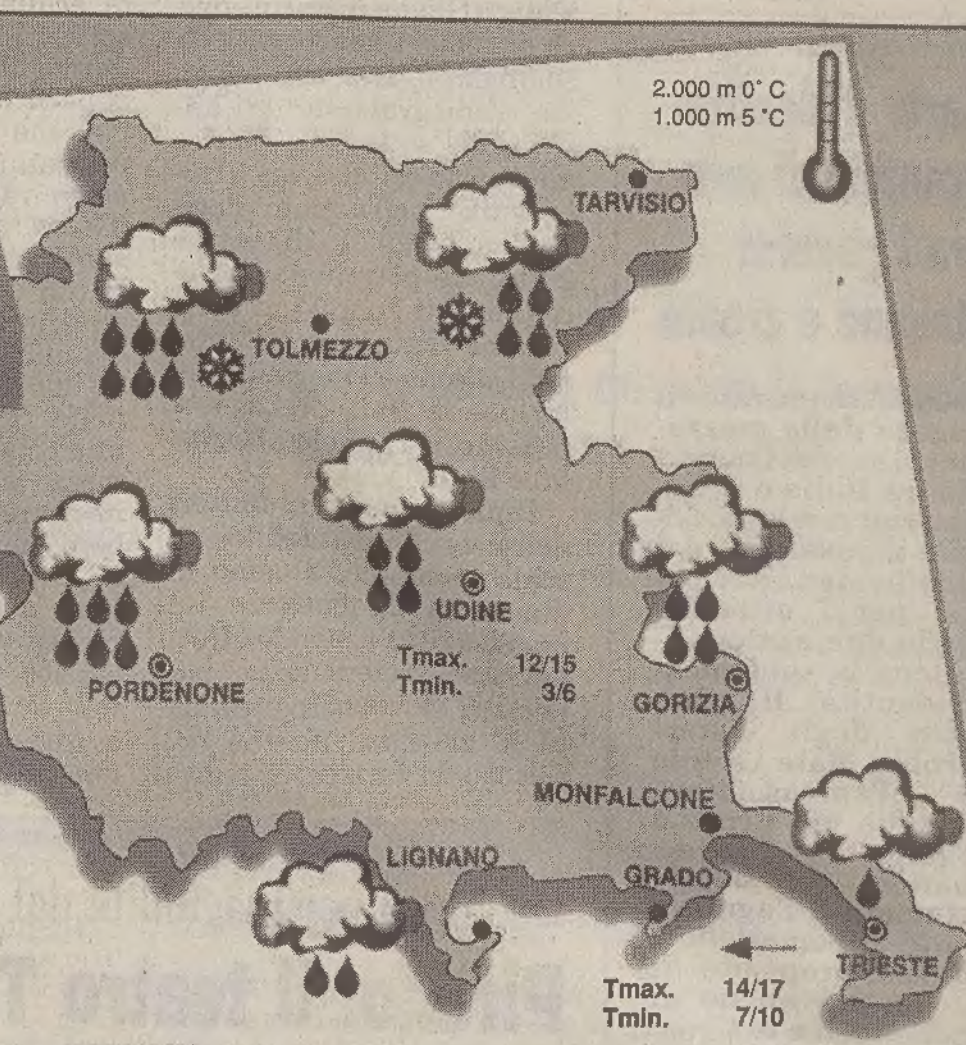 2.000 m 0° C
1.000 m 5 °C
TARVISIO
TOLMEZZO
UDINE
Tmax. 12/15
Tmin. 3/6
PORDENONE
GORIZIA
MONFALCONE
LIGNANO
GRADO
TRIESTE
Tmax. 14/17
Tmin. 7/10